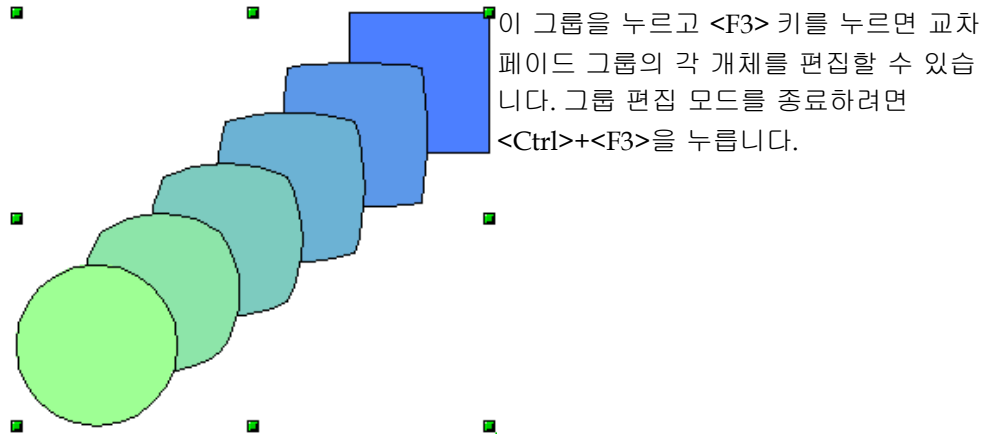 이 그룹을 누르고 <F3> 키를 누르면 교차
페이드 그룹의 각 개체를 편집할 수 있습
니다. 그룹 편집 모드를 종료하려면
<Ctrl>+<F3>을 누릅니다.